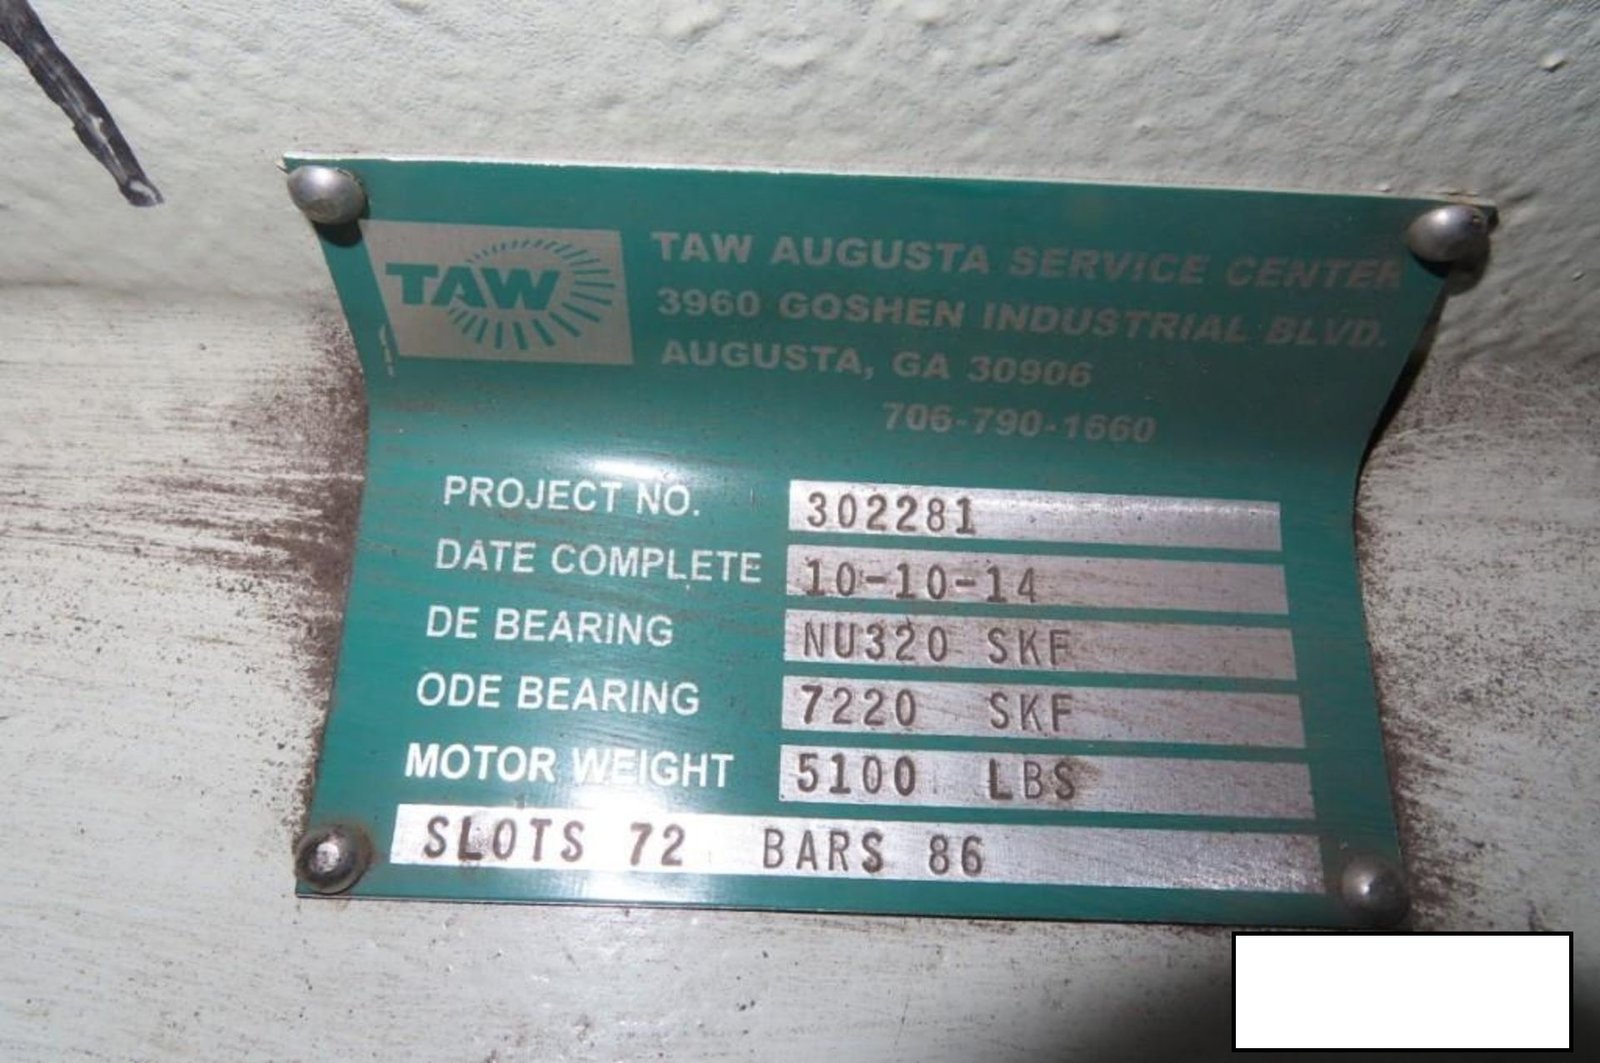 TAW
TAW AUGUSTA SERVICE CENTER
3960 GOSHEN INDUSTRIAL BLVD.
AUGUSTA, GA 30906
706-790-1660
PROJECT NO. 302281
DATE COMPLETE 10-10-14
DE BEARING NU320 SKF
ODE BEARING 7220 SKF
MOTOR WEIGHT 5100 LBS
SLOTS 72 BARS 86